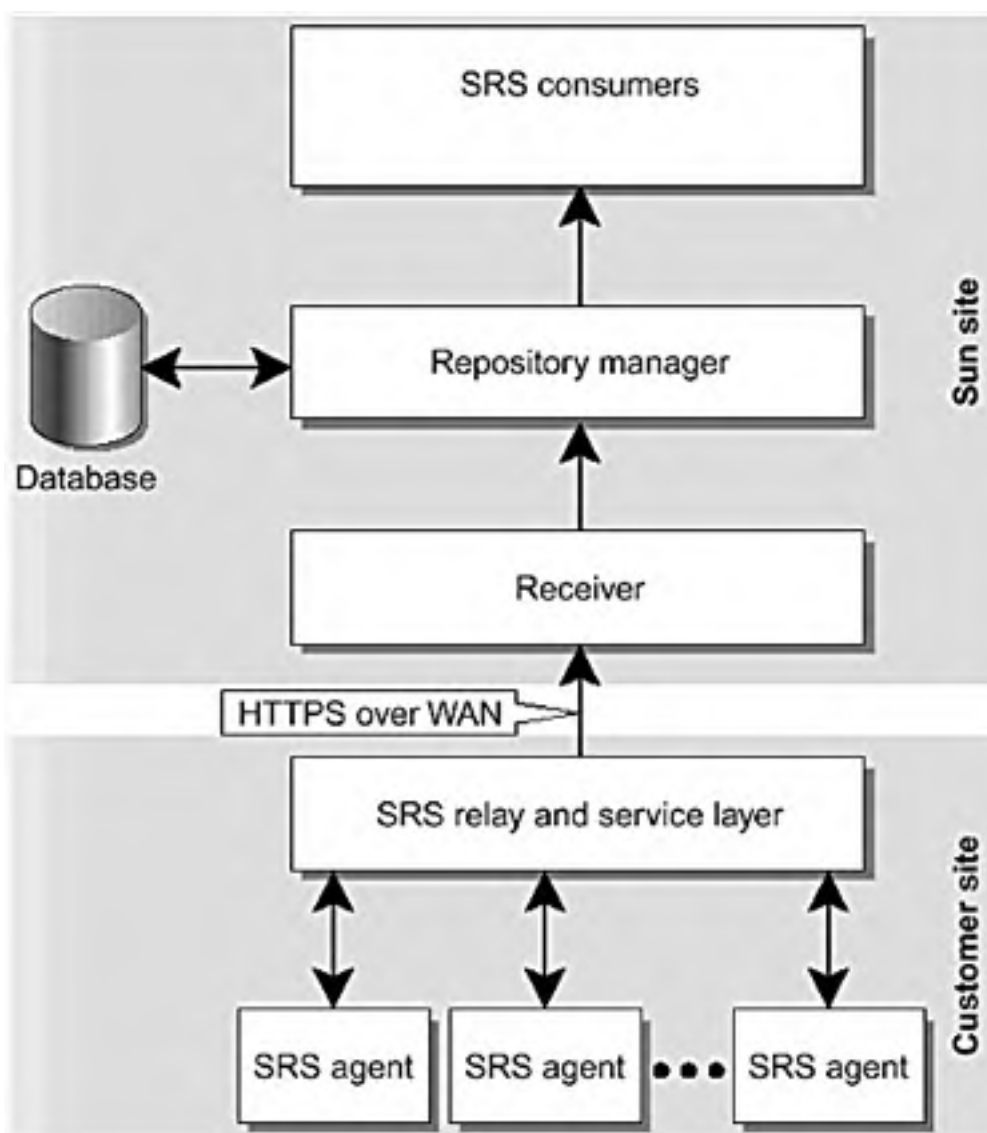 SRS consumers
Sun site
Repository manager
Database
Receiver
HTTPS over WAN
SRS relay and service layer
Customer site
SRS agent
SRS agent
SRS agent